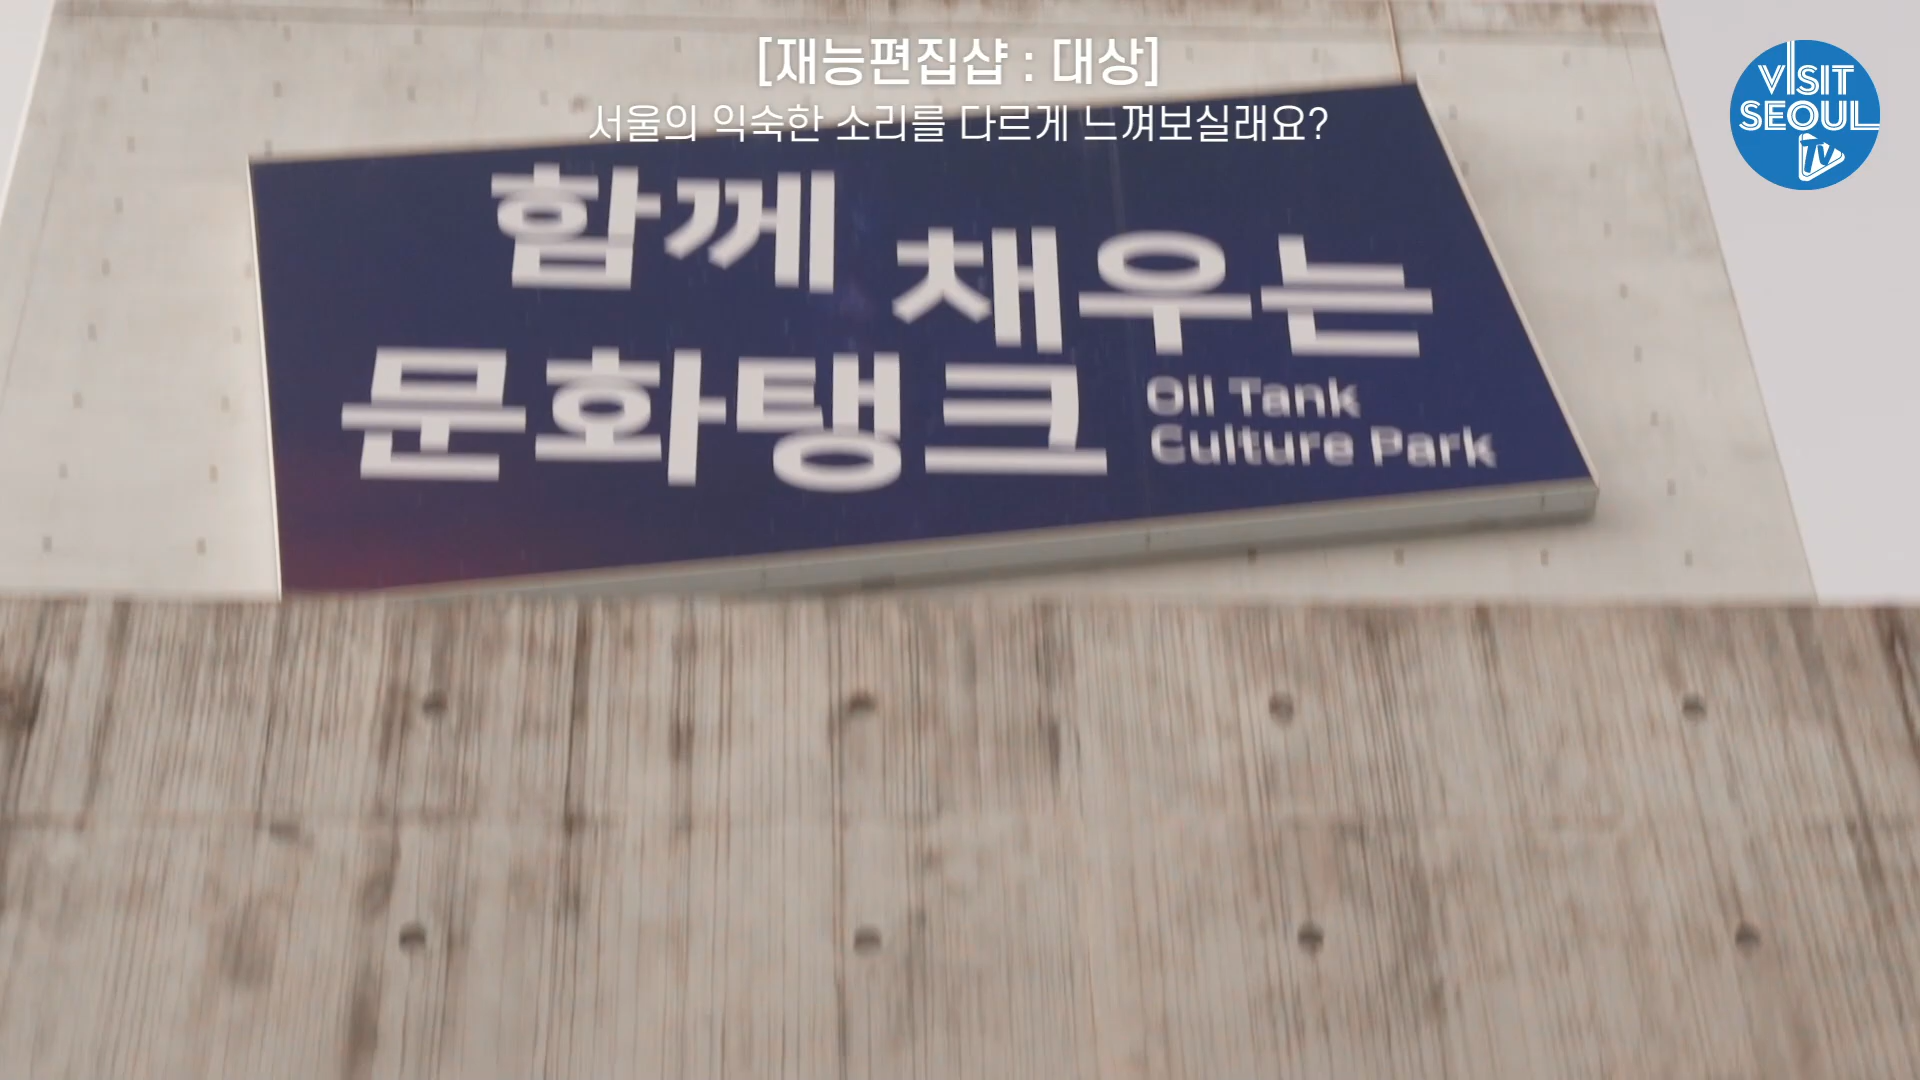 [재능편집샵 : 대상]
서울의 익숙한 소리를 다르게 느껴보실래요?
VISIT
SEOUL
TV
함께 채우는
문화탱크
Oil Tank
Culture Park